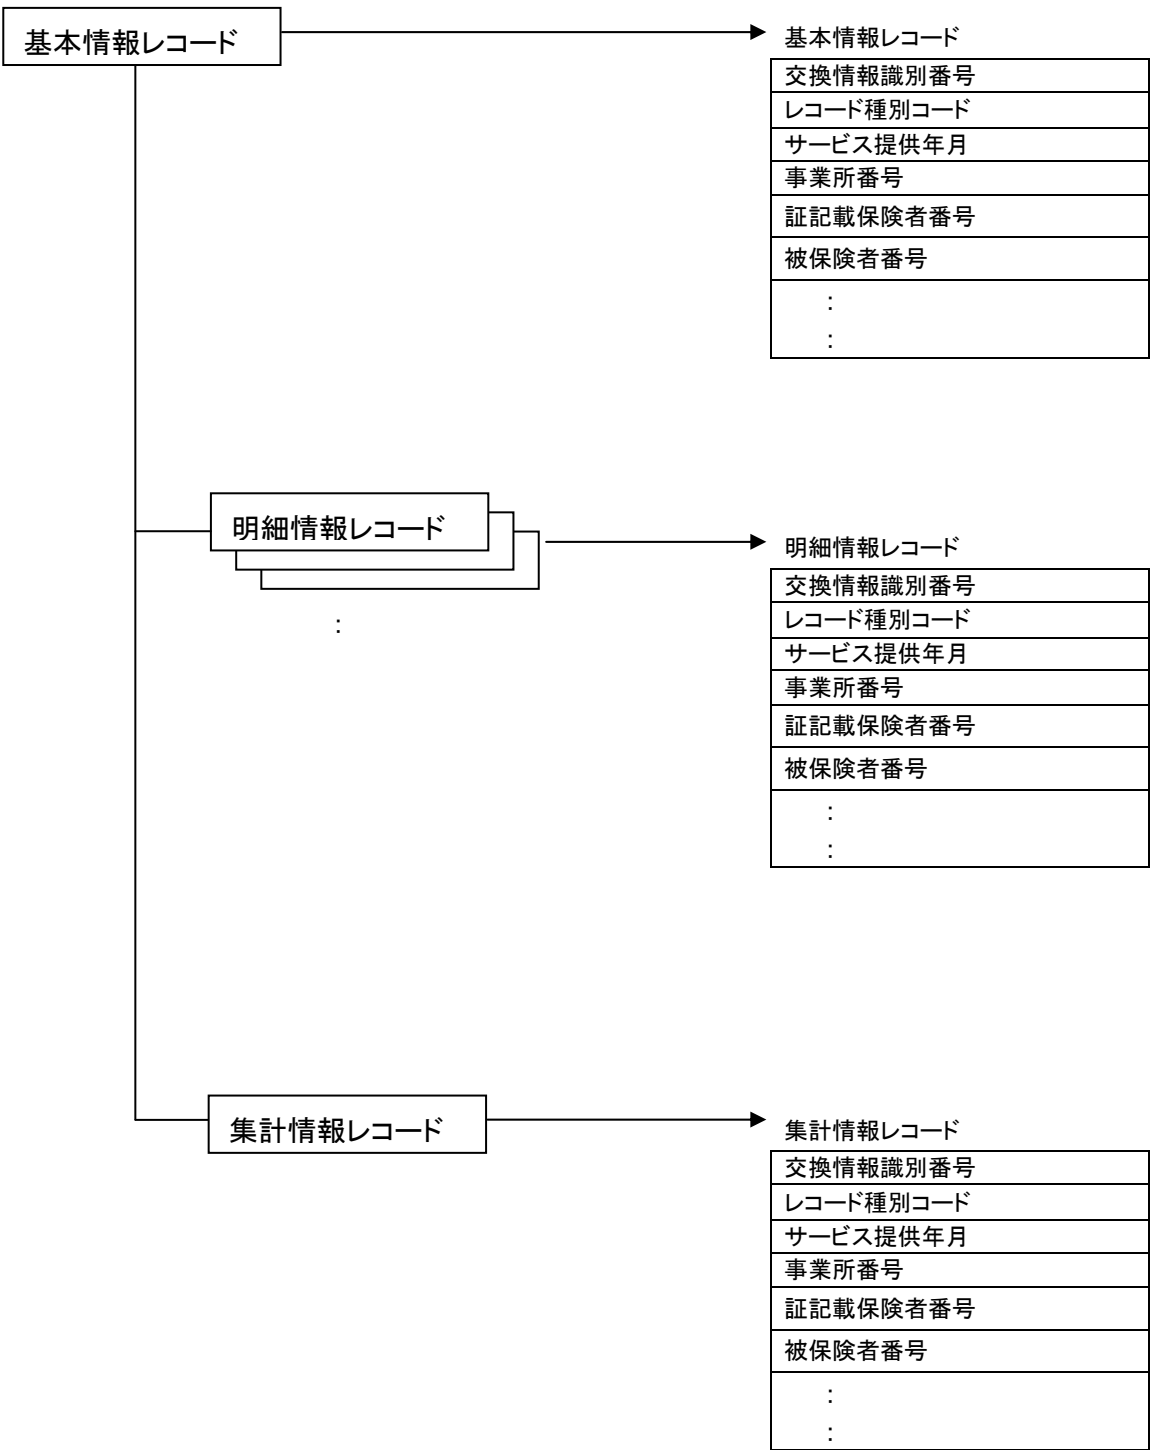 基本情報レコード
基本情報レコード
交換情報識別番号
レコード種別コード
サービス提供年月
事業所番号
証記載保険者番号
被保険者番号
:
:
明細情報レコード
:
明細情報レコード
交換情報識別番号
レコード種別コード
サービス提供年月
事業所番号
証記載保険者番号
被保険者番号
:
:
集計情報レコード
集計情報レコード
交換情報識別番号
レコード種別コード
サービス提供年月
事業所番号
証記載保険者番号
被保険者番号
:
: